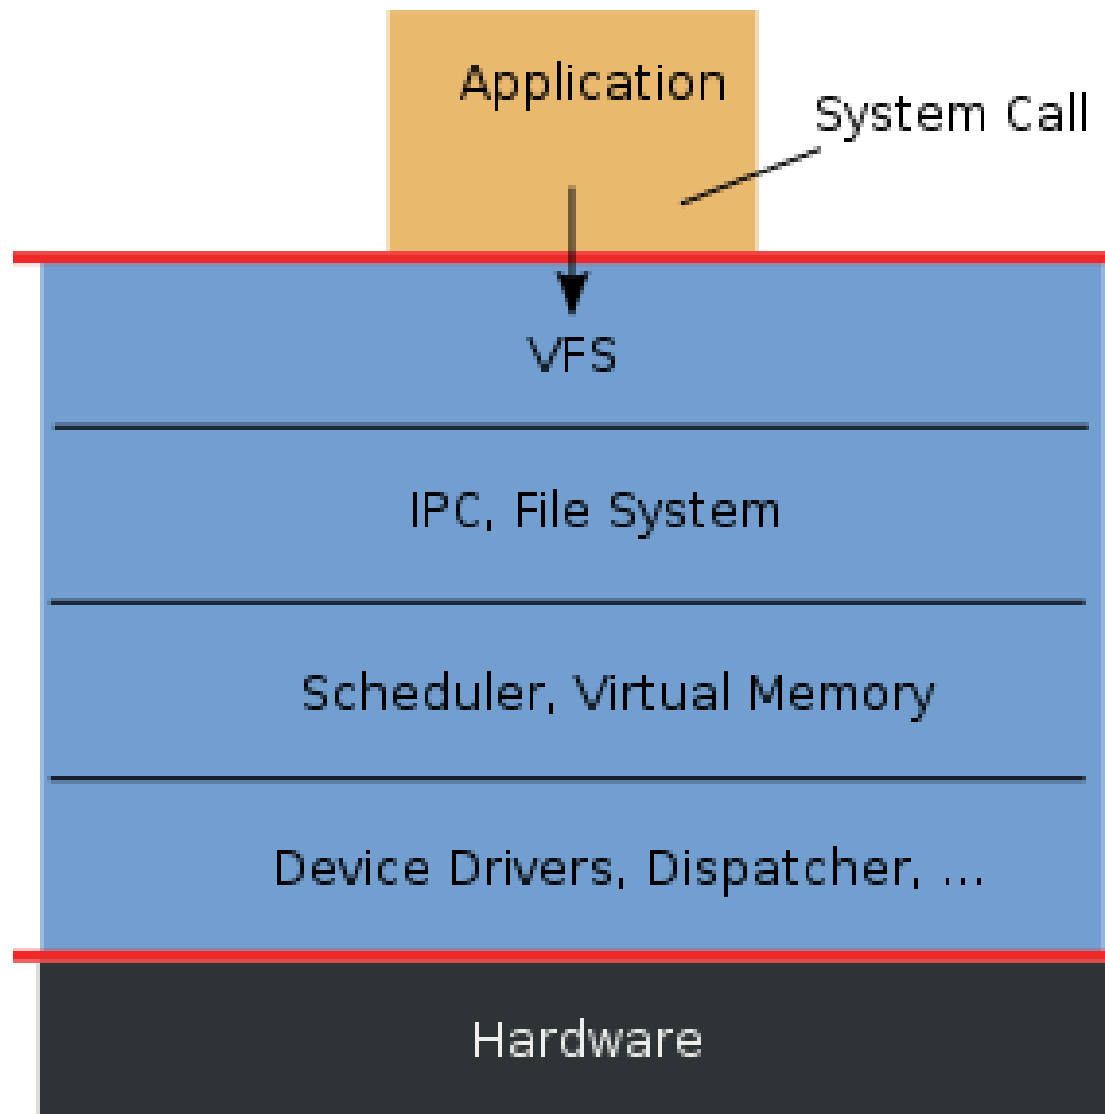 Application
System Call
VFS
IPC, File System
Scheduler, Virtual Memory
Device Drivers, Dispatcher, ...
Hardware